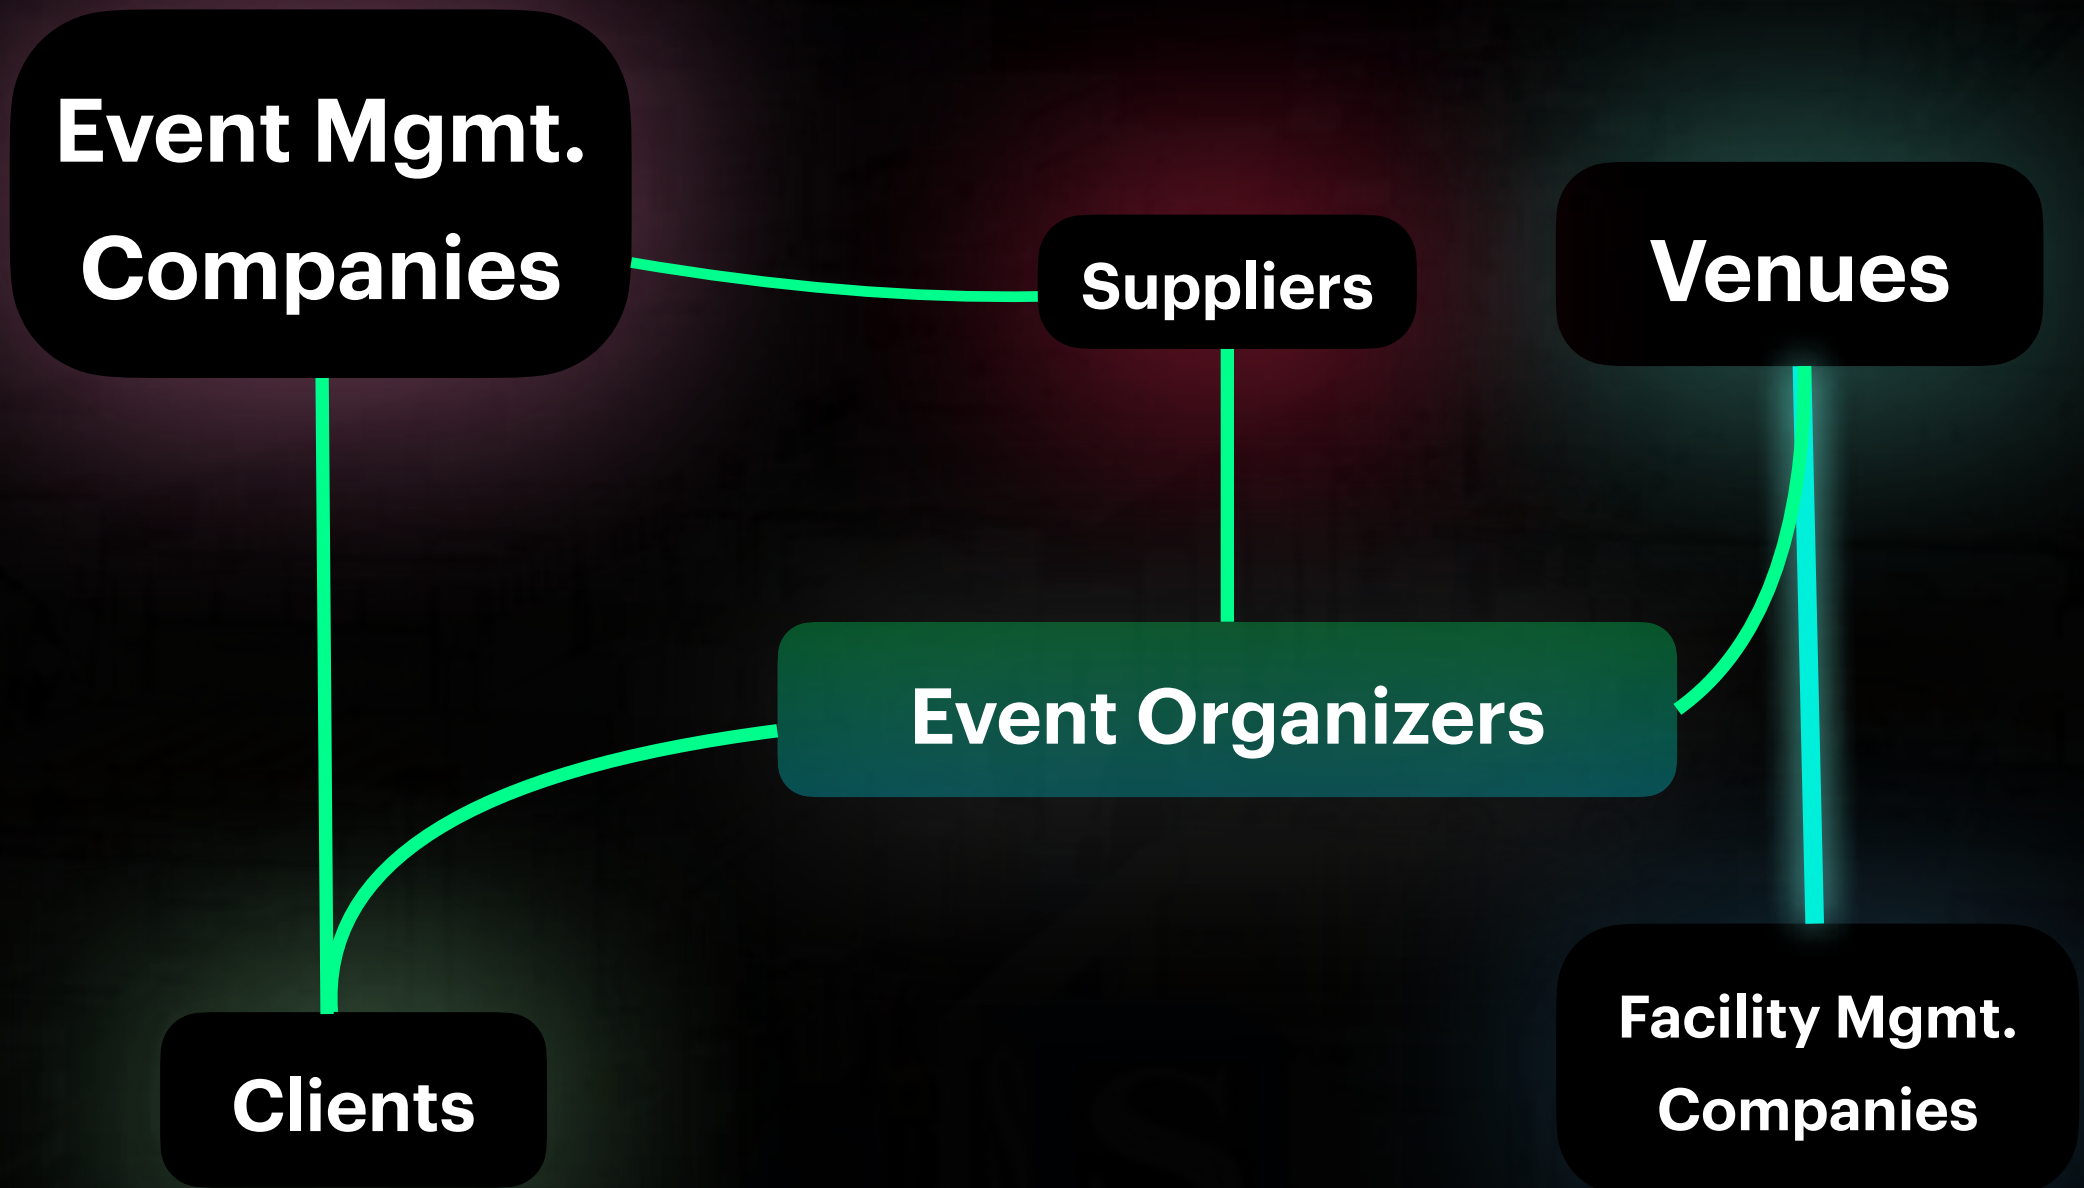 Event Mgmt.
Companies
Suppliers
Venues
Event Organizers
Clients
Facility Mgmt.
Companies